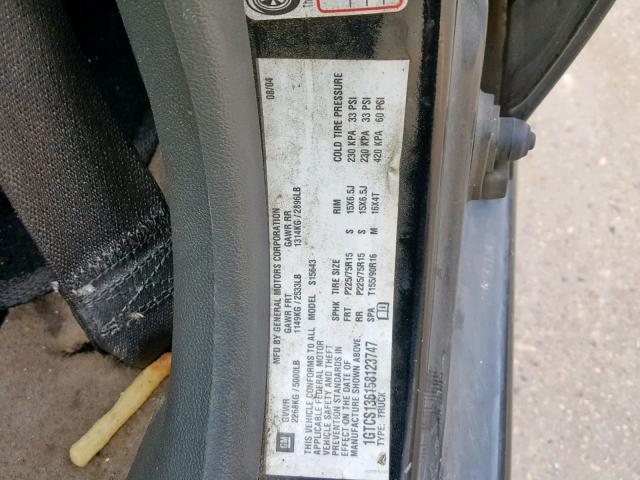 MFD BY GENERAL MOTORS CORPORATION 08/04
GVWR GAWR FRT GAWR RR
2268KG/5000LB 1149KG/2533LB 1314KG/2896LB
THIS VEHICLE CONFORMS TO ALL
APPLICABLE FEDERAL MOTOR
VEHICLE SAFETY AND THEFT
PREVENTION STANDARDS IN
EFFECT ON THE DATE OF
MANUFACTURE SHOWN ABOVE.
MODEL S15643
SPHK TIRE SIZE RIM COLD TIRE PRESSURE
FRT P225/75R15 S 15X6.5J 230 KPA 33 PSI
RR P225/75R15 S 15X6.5J 230 KPA 33 PSI
SPA T155/90R16 M 16X4T 420 KPA 60 PSI
1GTCS136158123747
TYPE: TRUCK
GM